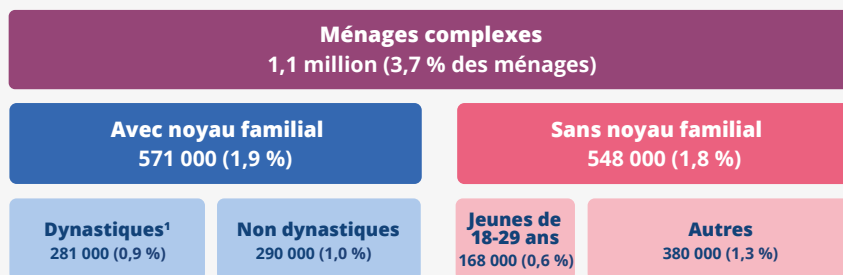 Ménages complexes
1,1 million (3,7 % des ménages)
Avec noyau familial
571 000 (1,9 %)
Sans noyau familial
548 000 (1,8 %)
Dynastiques¹
281 000 (0,9 %)
Non dynastiques
290 000 (1,0 %)
Jeunes de
18-29 ans
168 000 (0,6 %)
Autres
380 000 (1,3 %)